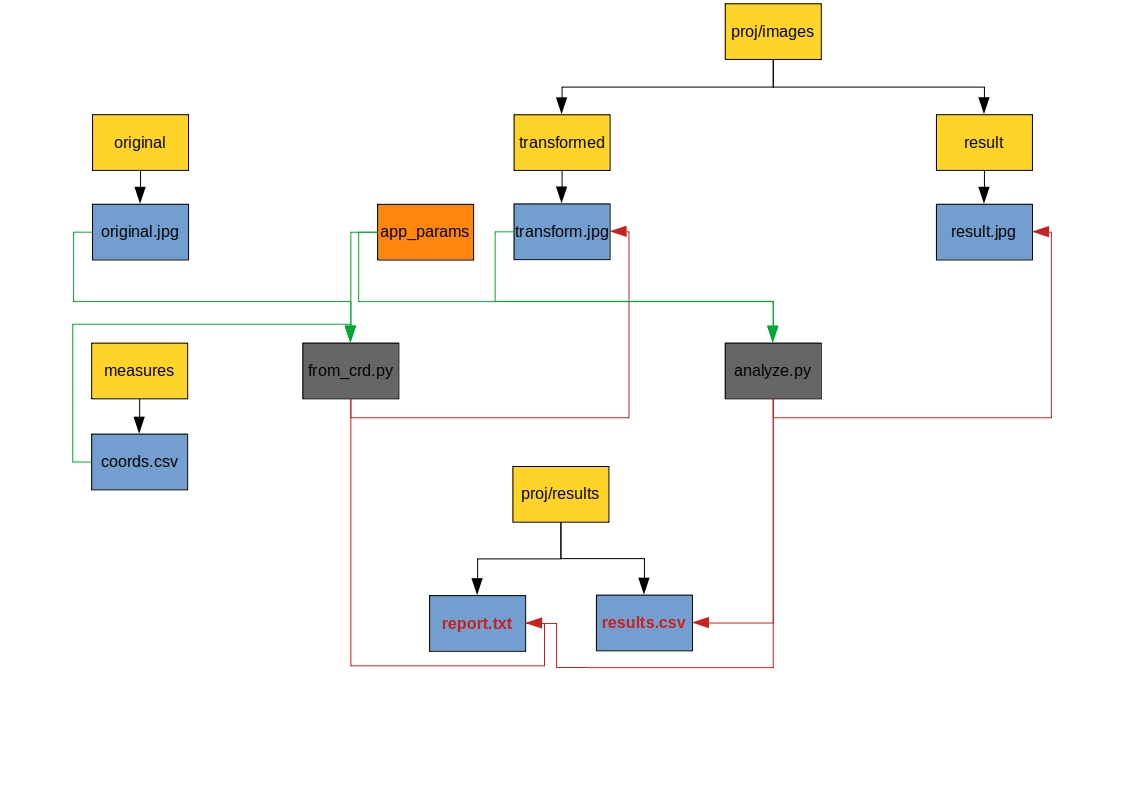 proj/images
original
transformed
result
original.jpg
app_params
transform.jpg
result.jpg
measures
from_crd.py
analyze.py
coords.csv
proj/results
report.txt
results.csv